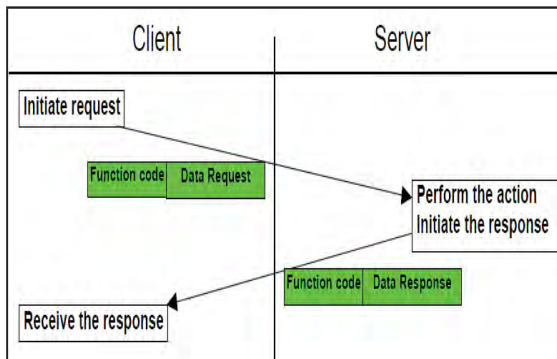 Client
Server
Initiate request
Function code
Data Request
Perform the action
Initiate the response
Function code
Data Response
Receive the response